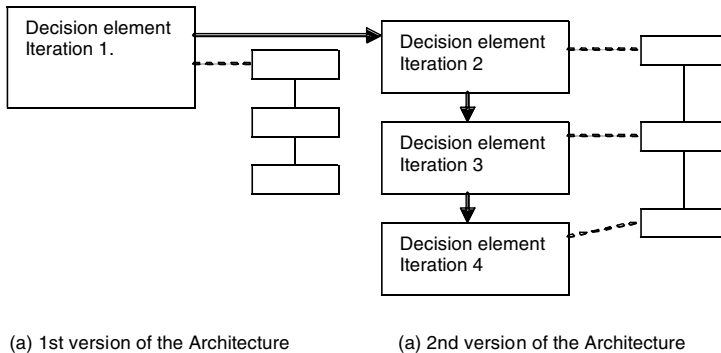 Decision element
Iteration 1.
Decision element
Iteration 2
Decision element
Iteration 3
Decision element
Iteration 4
(a) 1st version of the Architecture
(a) 2nd version of the Architecture